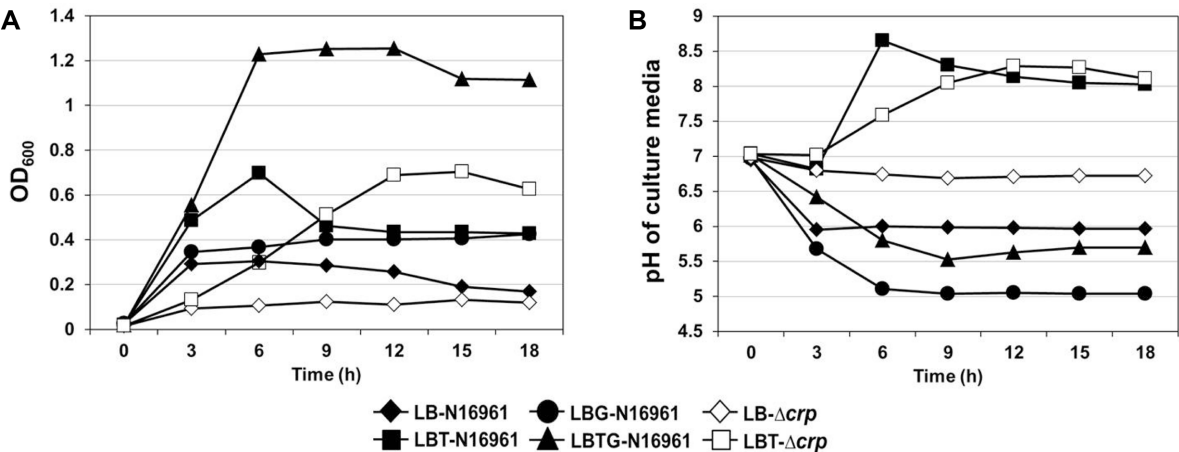 A
B
1.4
1.2
1
0.8
0.6
0.4
0.2
0
OD600
0 3 6 9 12 15 18
Time (h)
9
8.5
8
7.5
7
6.5
6
5.5
5
4.5
pH of culture media
0 3 6 9 12 15 18
Time (h)
LB-N16961 LBG-N16961 LB-Δcrp
LBT-N16961 LBTG-N16961 LBT-Δcrp